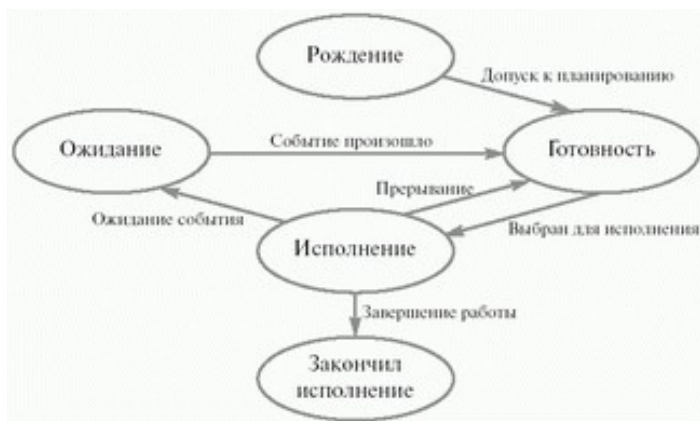 Рождение
Допуск к планированию
Ожидание
Событие произошло
Готовность
Прерывание
Ожидание события
Выбран для исполнения
Исполнение
Завершение работы
Закончил
исполнение